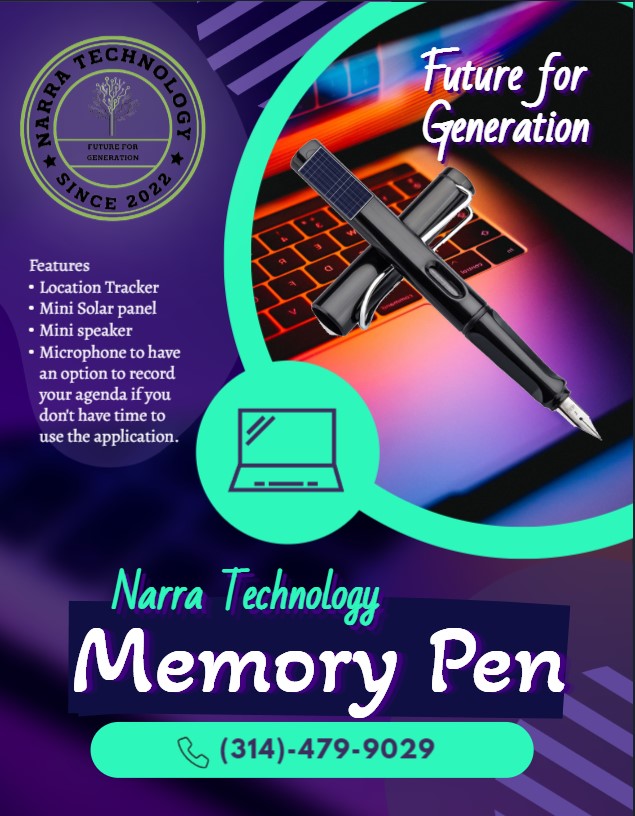 NARRA TECHNOLOGY
FUTURE FOR
GENERATION
SINCE 2022
Future for
Generation
Features
• Location Tracker
• Mini Solar panel
• Mini speaker
• Microphone to have
an option to record
your agenda if you
don't have time to
use the application.
Narra Technology
Memory Pen
(314)-479-9029